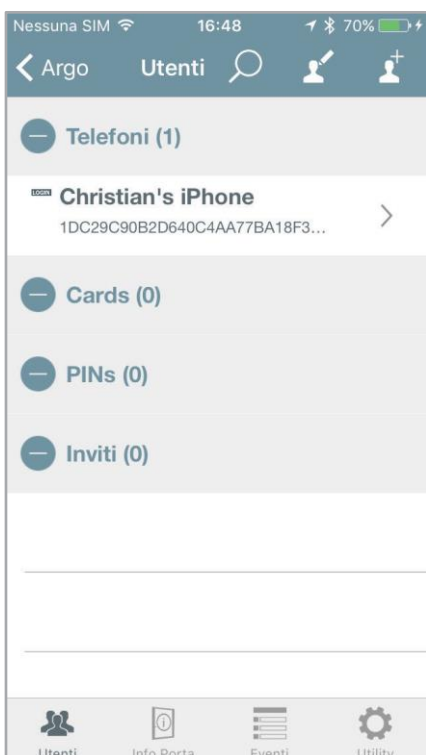 Nessuna SIM 16:48 70%
Argo Utenti
Telefoni (1)
LOGIN Christian's iPhone
1DC29C90B2D640C4AA77BA18F3...
Cards (0)
PINs (0)
Inviti (0)
Utenti Info Porta Eventi Utility